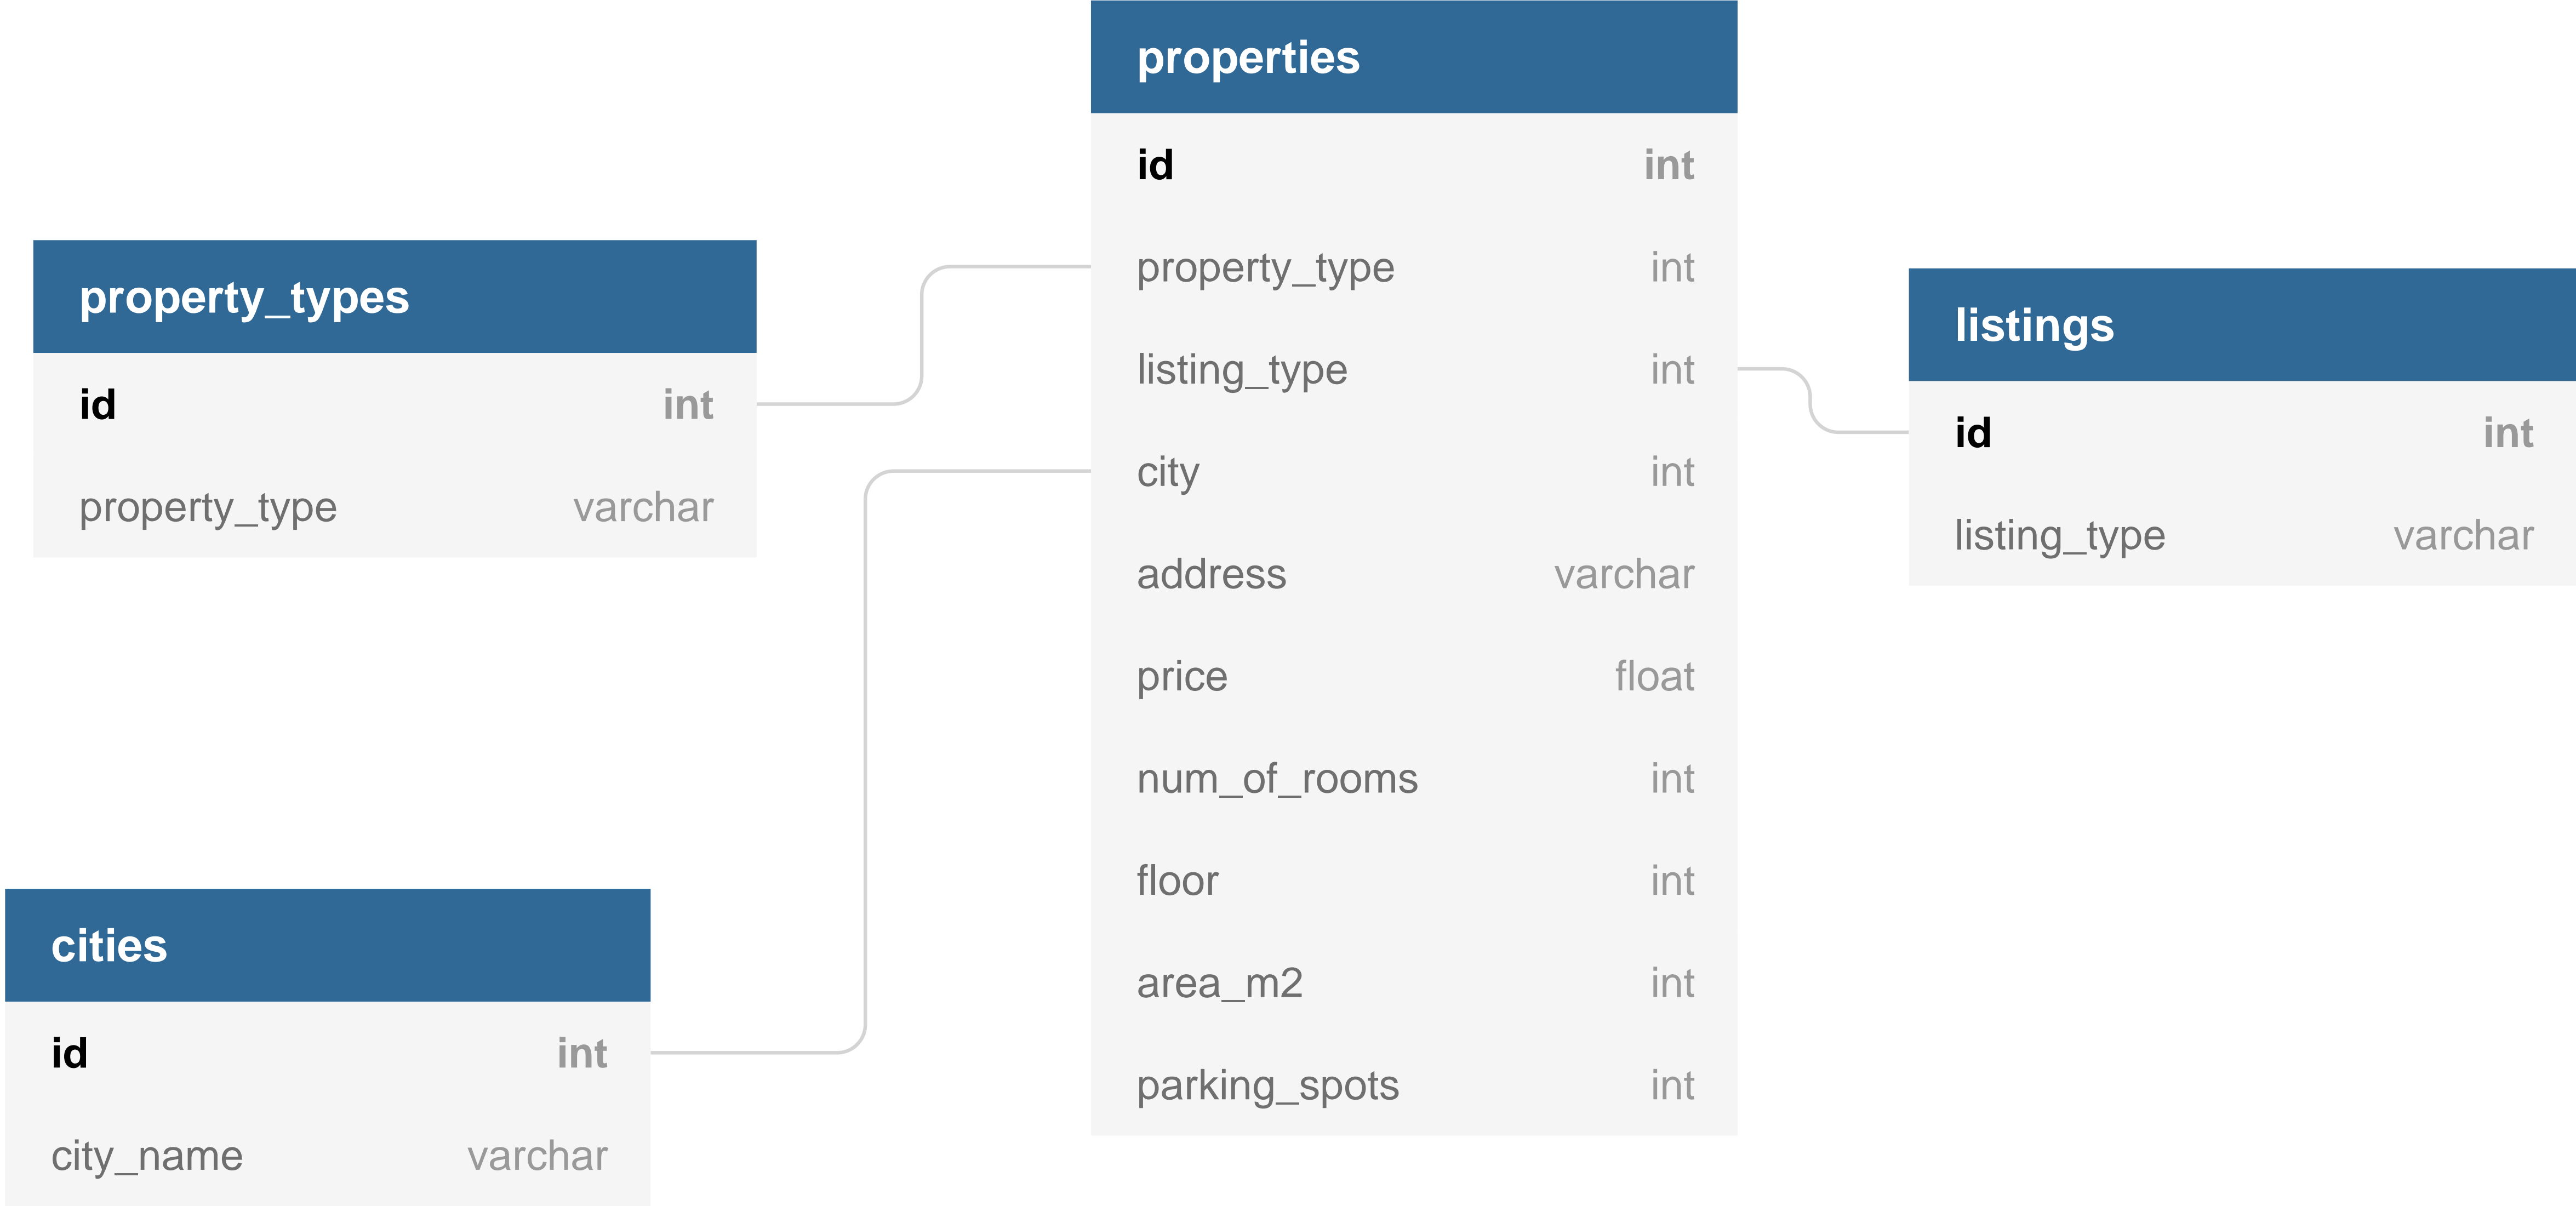 properties
id int
property_type int
listing_type int
city int
address varchar
price float
num_of_rooms int
floor int
area_m2 int
parking_spots int
property_types
id int
property_type varchar
listings
id int
listing_type varchar
cities
id int
city_name varchar